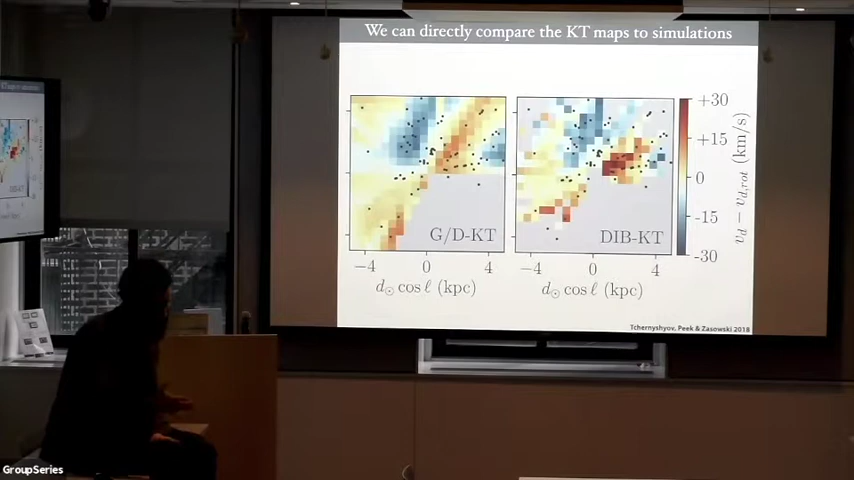 We can directly compare the KT maps to simulations
G/D-KT
DIB-KT
−4 0 4
−4 0 4
d☉ cos ℓ (kpc)
d☉ cos ℓ (kpc)
+30
+15
0
-15
-30
v_d − v_d,rot (km/s)
Tchernyshyov, Peek & Zasowski 2018
GroupSeries